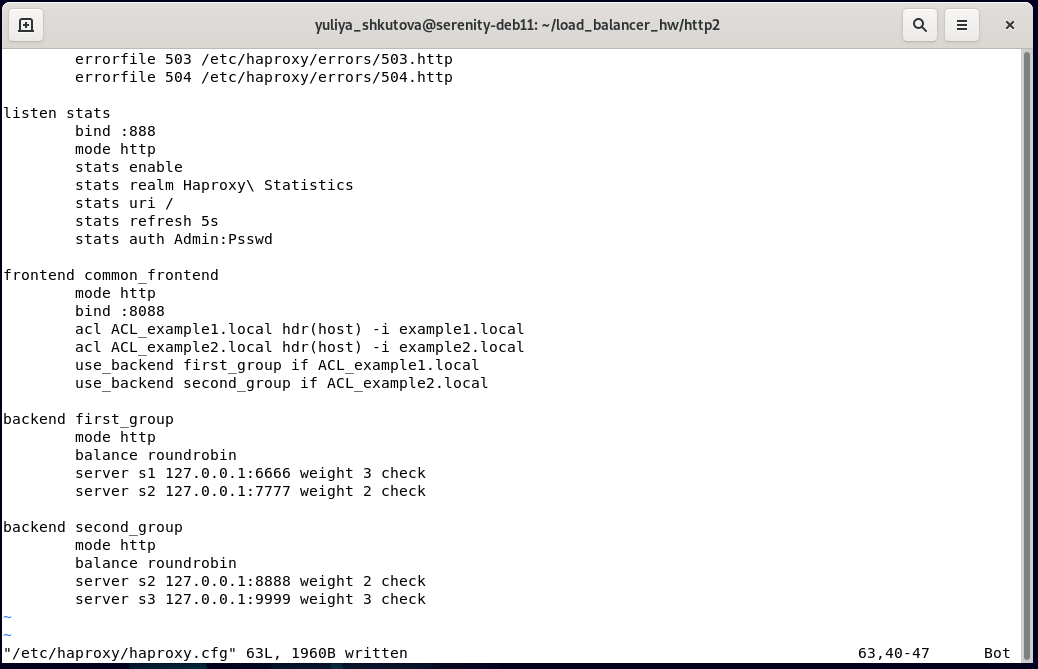 yuliya_shkutova@serenity-deb11: ~/load_balancer_hw/http2
errorfile 503 /etc/haproxy/errors/503.http
errorfile 504 /etc/haproxy/errors/504.http
listen stats
bind :888
mode http
stats enable
stats realm Haproxy\ Statistics
stats uri /
stats refresh 5s
stats auth Admin:Psswd
frontend common_frontend
mode http
bind :8088
acl ACL_example1.local hdr(host) -i example1.local
acl ACL_example2.local hdr(host) -i example2.local
use_backend first_group if ACL_example1.local
use_backend second_group if ACL_example2.local
backend first_group
mode http
balance roundrobin
server s1 127.0.0.1:6666 weight 3 check
server s2 127.0.0.1:7777 weight 2 check
backend second_group
mode http
balance roundrobin
server s2 127.0.0.1:8888 weight 2 check
server s3 127.0.0.1:9999 weight 3 check
~
~
"/etc/haproxy/haproxy.cfg" 63L, 1960B written 63,40-47 Bot